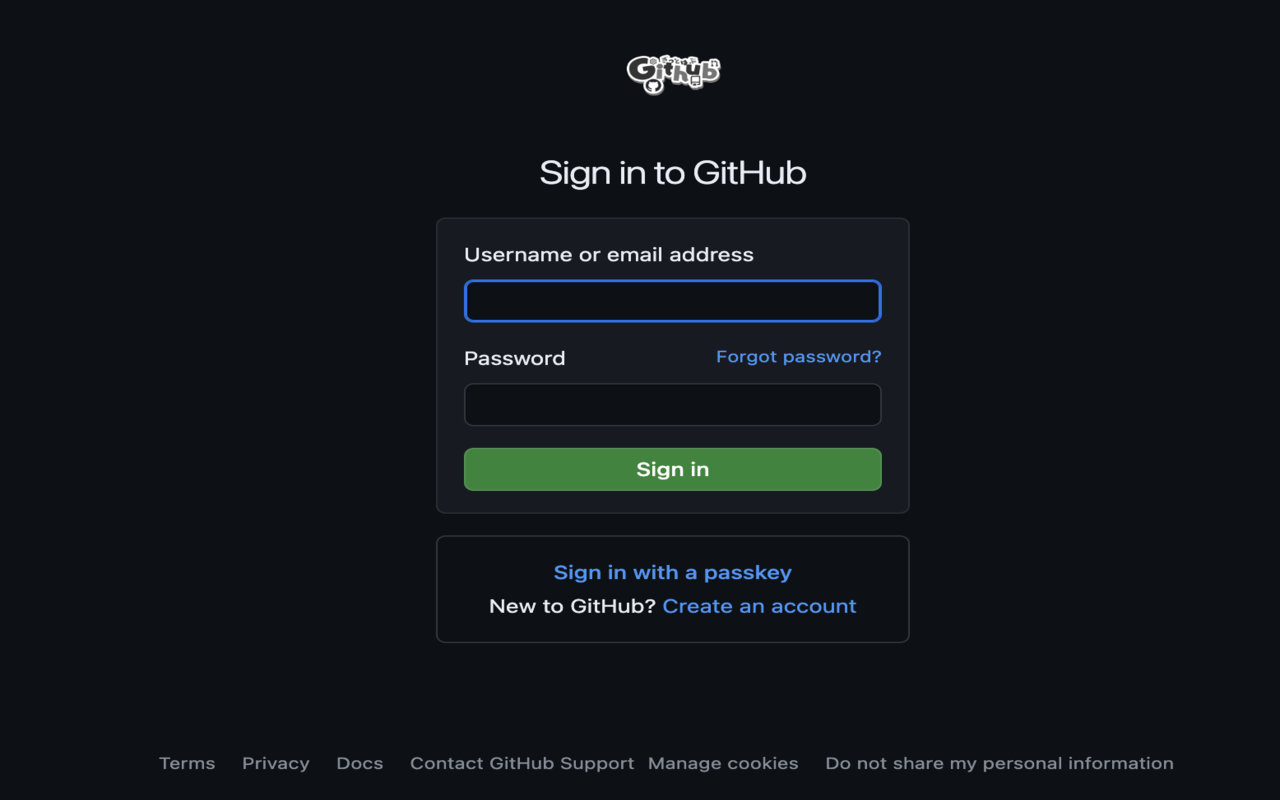 Github
Sign in to GitHub
Username or email address
Password
Forgot password?
Sign in
Sign in with a passkey
New to GitHub? Create an account
Terms Privacy Docs Contact GitHub Support Manage cookies Do not share my personal information